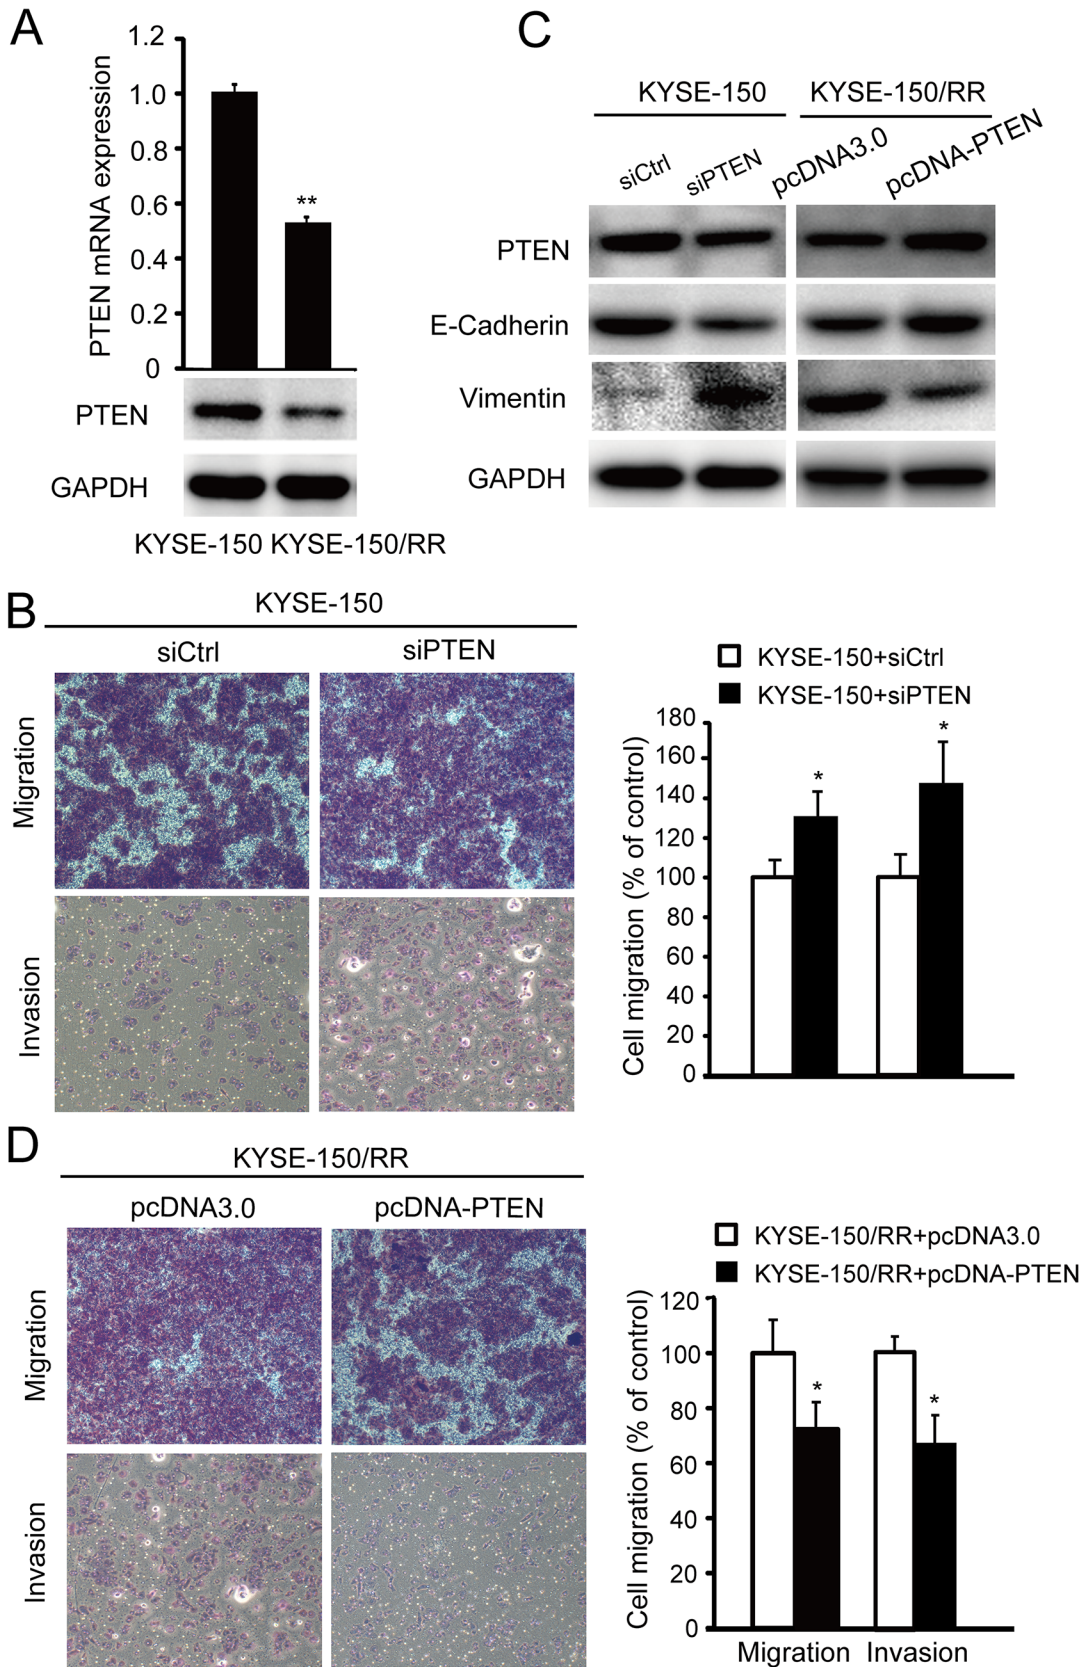 A
1.2
1.0
0.8
0.6
0.4
0.2
0
PTEN mRNA expression
**
PTEN
GAPDH
KYSE-150 KYSE-150/RR
C
KYSE-150 KYSE-150/RR
siCtrl siPTEN pcDNA3.0 pcDNA-PTEN
PTEN
E-Cadherin
Vimentin
GAPDH
B
KYSE-150
siCtrl siPTEN
Migration
Invasion
KYSE-150+siCtrl
KYSE-150+siPTEN
180
160
140
120
100
80
60
40
20
0
Cell migration (% of control)
* *
D
KYSE-150/RR
pcDNA3.0 pcDNA-PTEN
Migration
Invasion
KYSE-150/RR+pcDNA3.0
KYSE-150/RR+pcDNA-PTEN
120
100
80
60
40
20
0
Cell migration (% of control)
* *
Migration Invasion